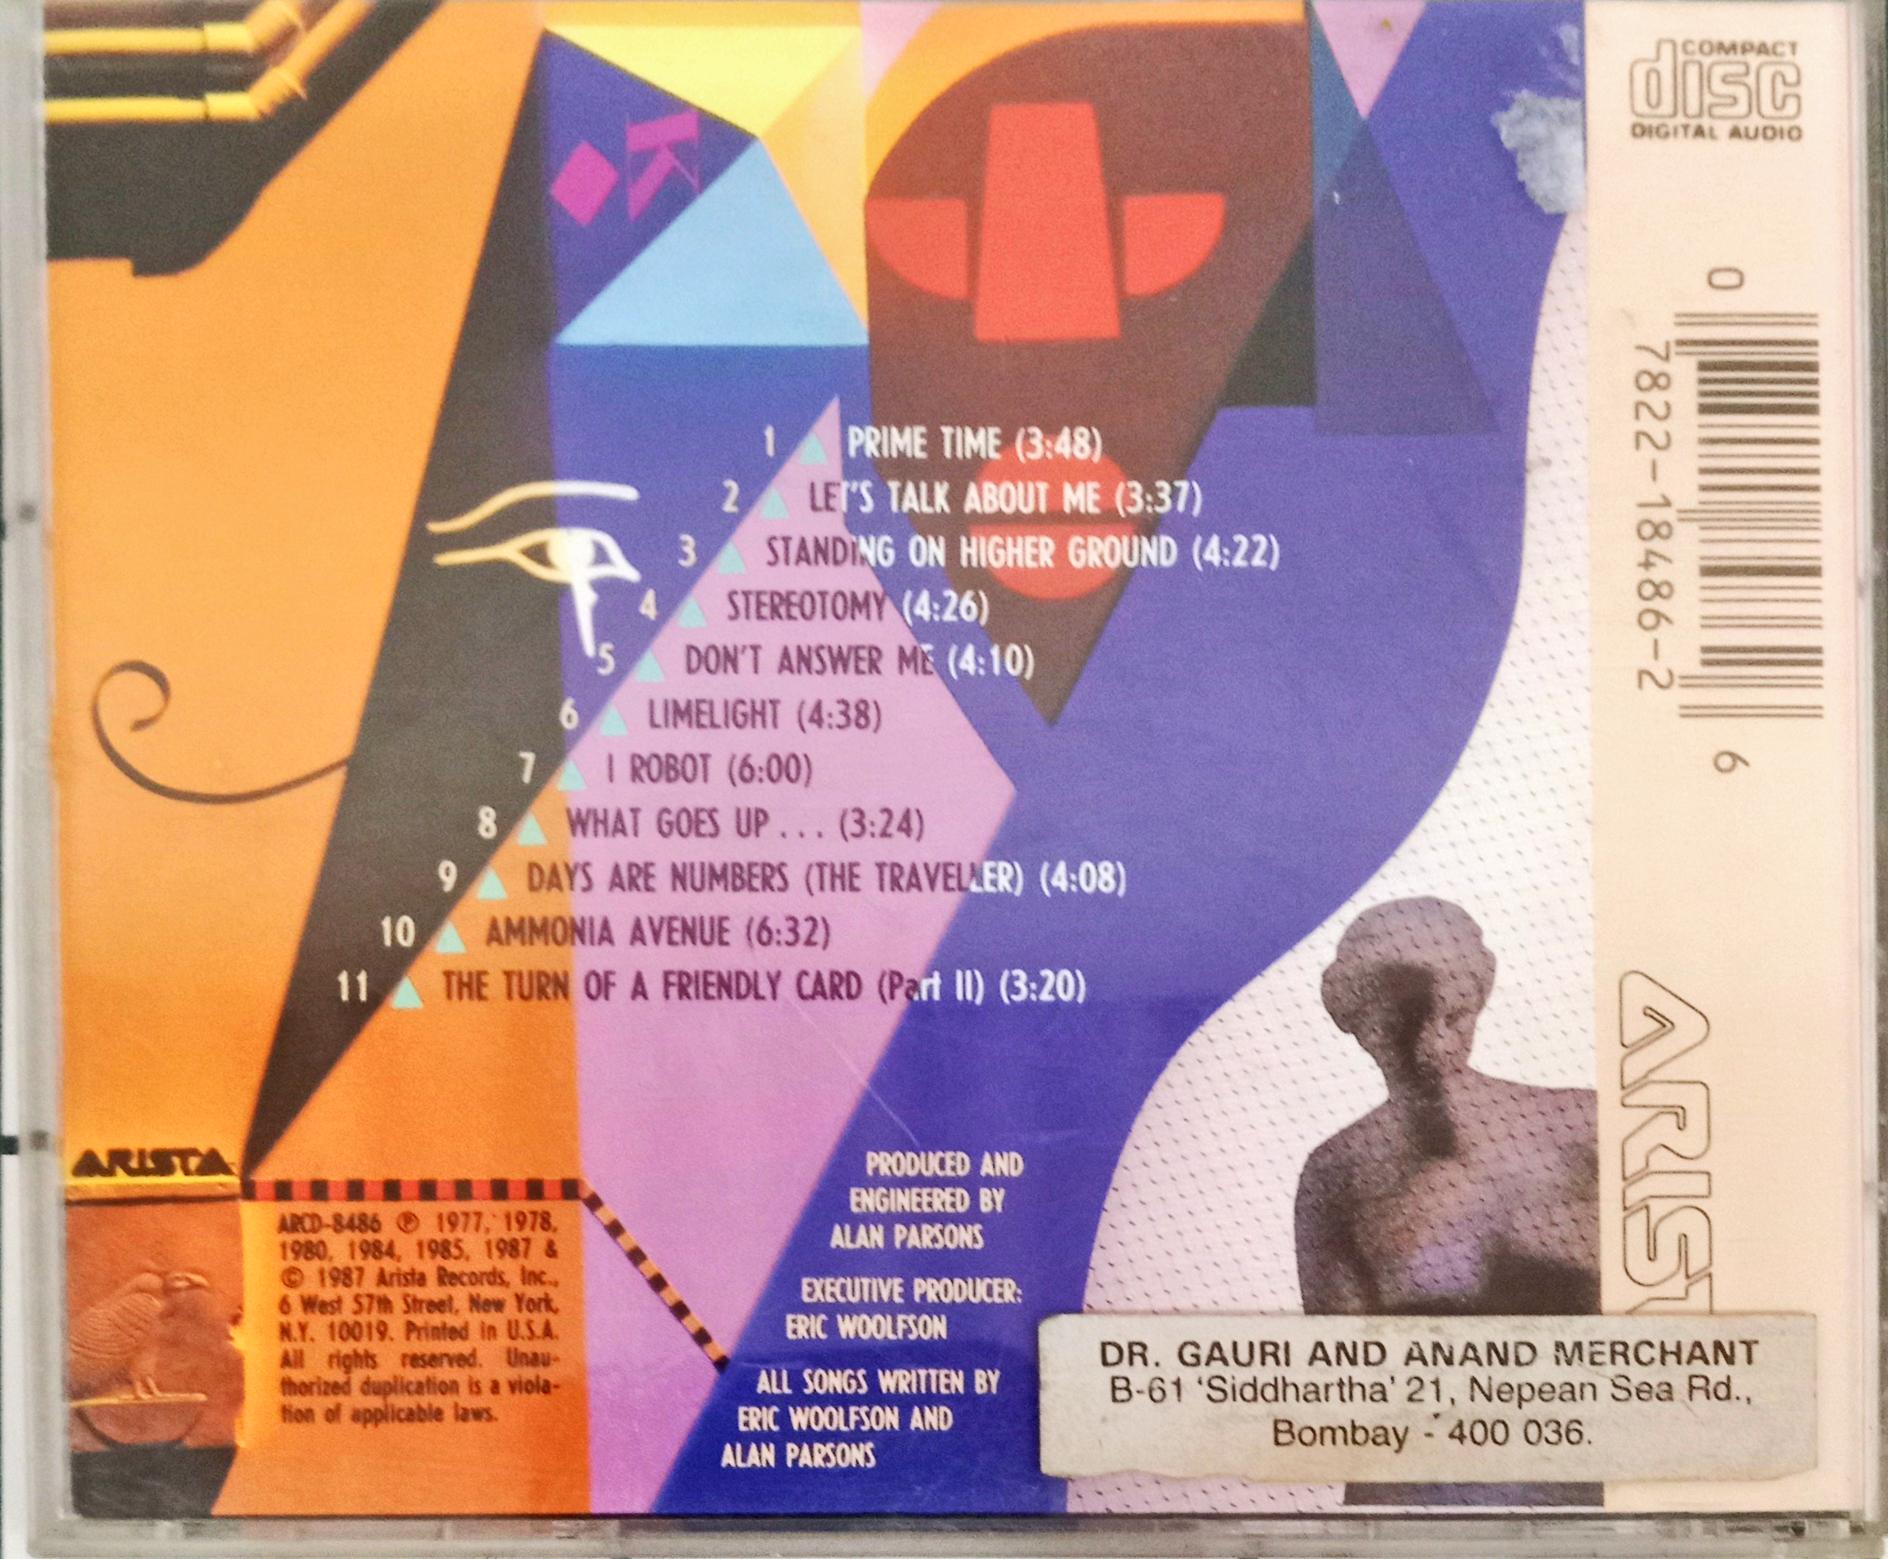 COMPACT
disc
DIGITAL AUDIO
K
0
7822-18486-2
6
1 PRIME TIME (3:48)
2 LET'S TALK ABOUT ME (3:37)
3 STANDING ON HIGHER GROUND (4:22)
4 STEREOTOMY (4:26)
5 DON'T ANSWER ME (4:10)
6 LIMELIGHT (4:38)
7 I ROBOT (6:00)
8 WHAT GOES UP... (3:24)
9 DAYS ARE NUMBERS (THE TRAVELLER) (4:08)
10 AMMONIA AVENUE (6:32)
11 THE TURN OF A FRIENDLY CARD (Part II) (3:20)
ARISTA
ARCD-8486 ℗ 1977, 1978,
1980, 1984, 1985, 1987 &
© 1987 Arista Records, Inc.,
6 West 57th Street, New York,
N.Y. 10019. Printed in U.S.A.
All rights reserved. Unau-
thorized duplication is a viola-
tion of applicable laws.
PRODUCED AND
ENGINEERED BY
ALAN PARSONS
EXECUTIVE PRODUCER:
ERIC WOOLFSON
ALL SONGS WRITTEN BY
ERIC WOOLFSON AND
ALAN PARSONS
ARIST
DR. GAURI AND ANAND MERCHANT
B-61 'Siddhartha' 21, Nepean Sea Rd.,
Bombay - 400 036.